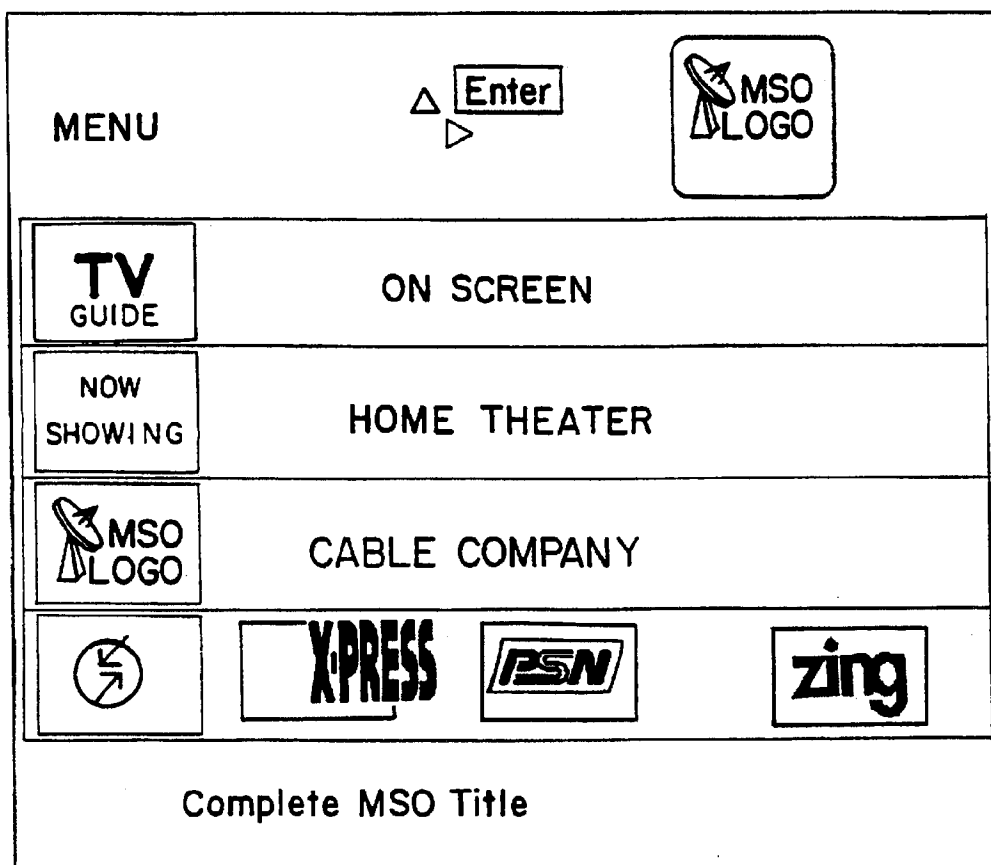 MENU
Enter
MSO
LOGO
TV
GUIDE
ON SCREEN
NOW
SHOWING
HOME THEATER
MSO
LOGO
CABLE COMPANY
X·PRESS
PSN
zing
Complete MSO Title